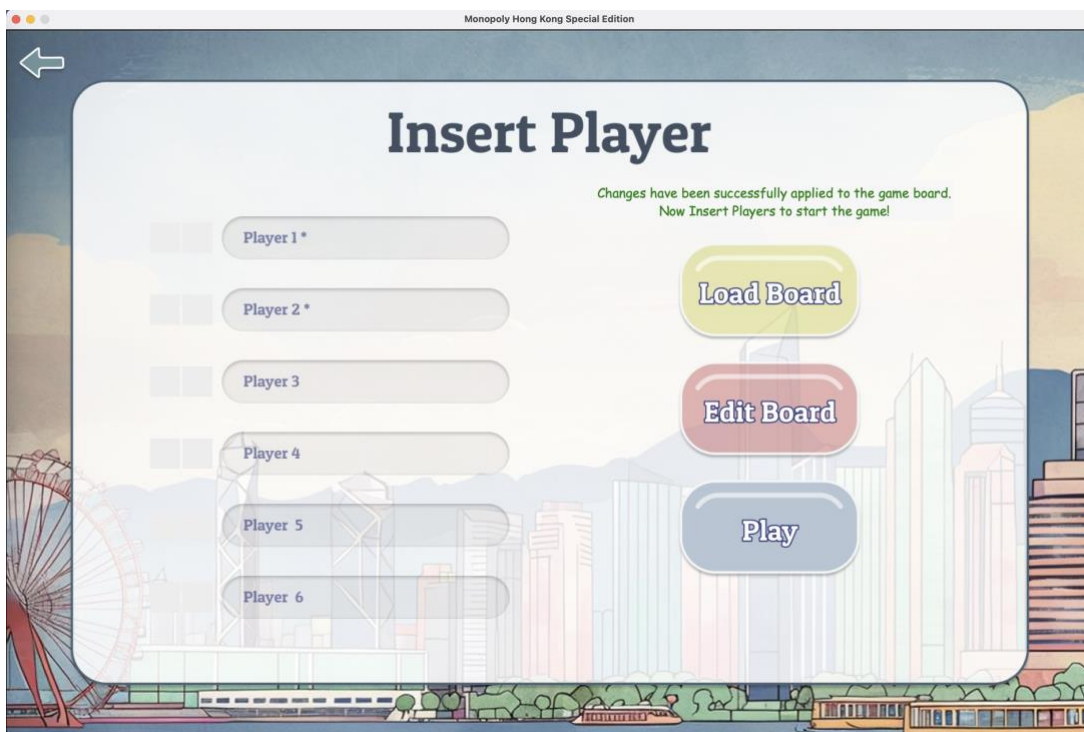 Monopoly Hong Kong Special Edition
Insert Player
Changes have been successfully applied to the game board.
Now Insert Players to start the game!
Player 1 *
Player 2 *
Player 3
Player 4
Player 5
Player 6
Load Board
Edit Board
Play